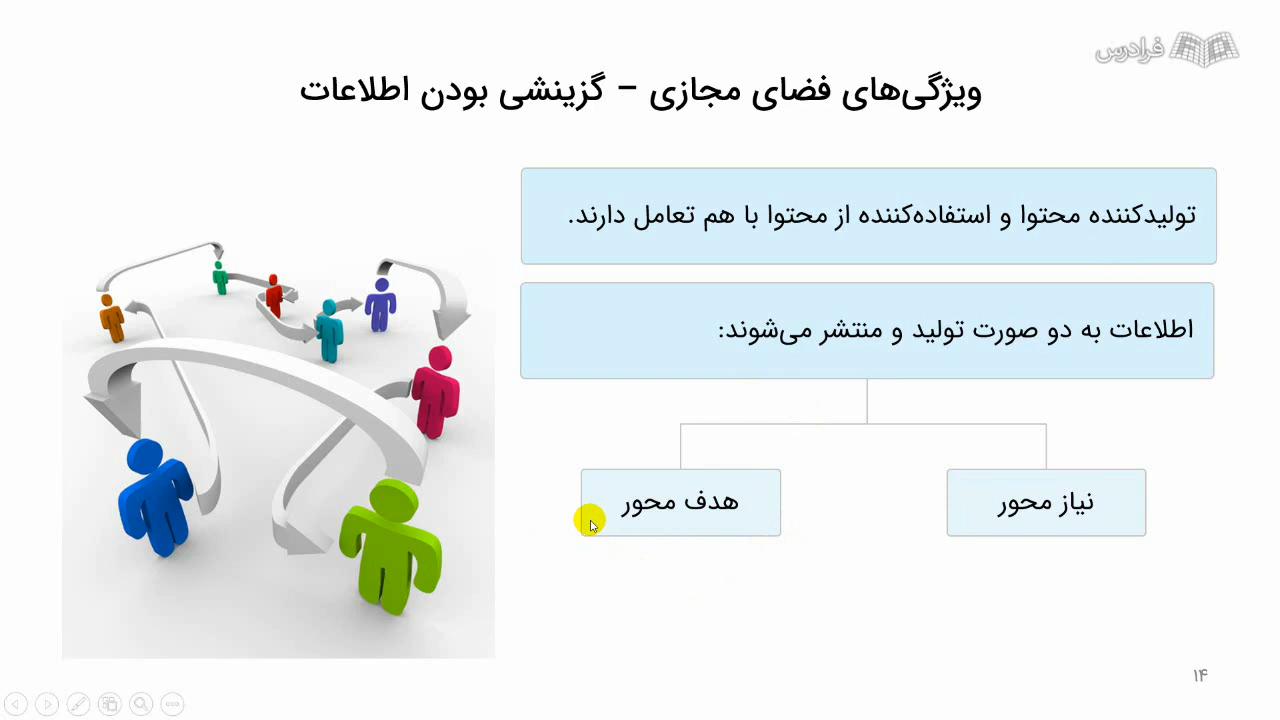 فرادرس
ویژگی‌های فضای مجازی – گزینشی بودن اطلاعات
تولیدکننده محتوا و استفاده‌کننده از محتوا با هم تعامل دارند.
اطلاعات به دو صورت تولید و منتشر می‌شوند:
نیاز محور
هدف محور
۱۴